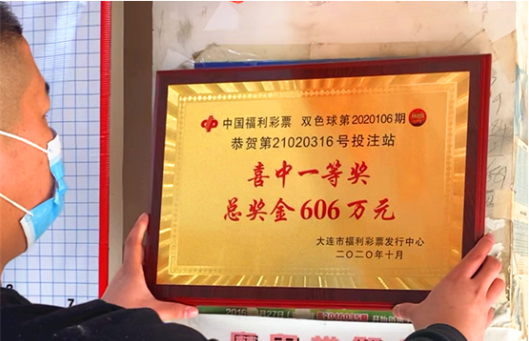 中国福利彩票 双色球第2020106期
恭贺第21020316号投注站
喜中一等奖
总奖金606万元
大连市福利彩票发行中心
二〇二〇年十月
7
2016